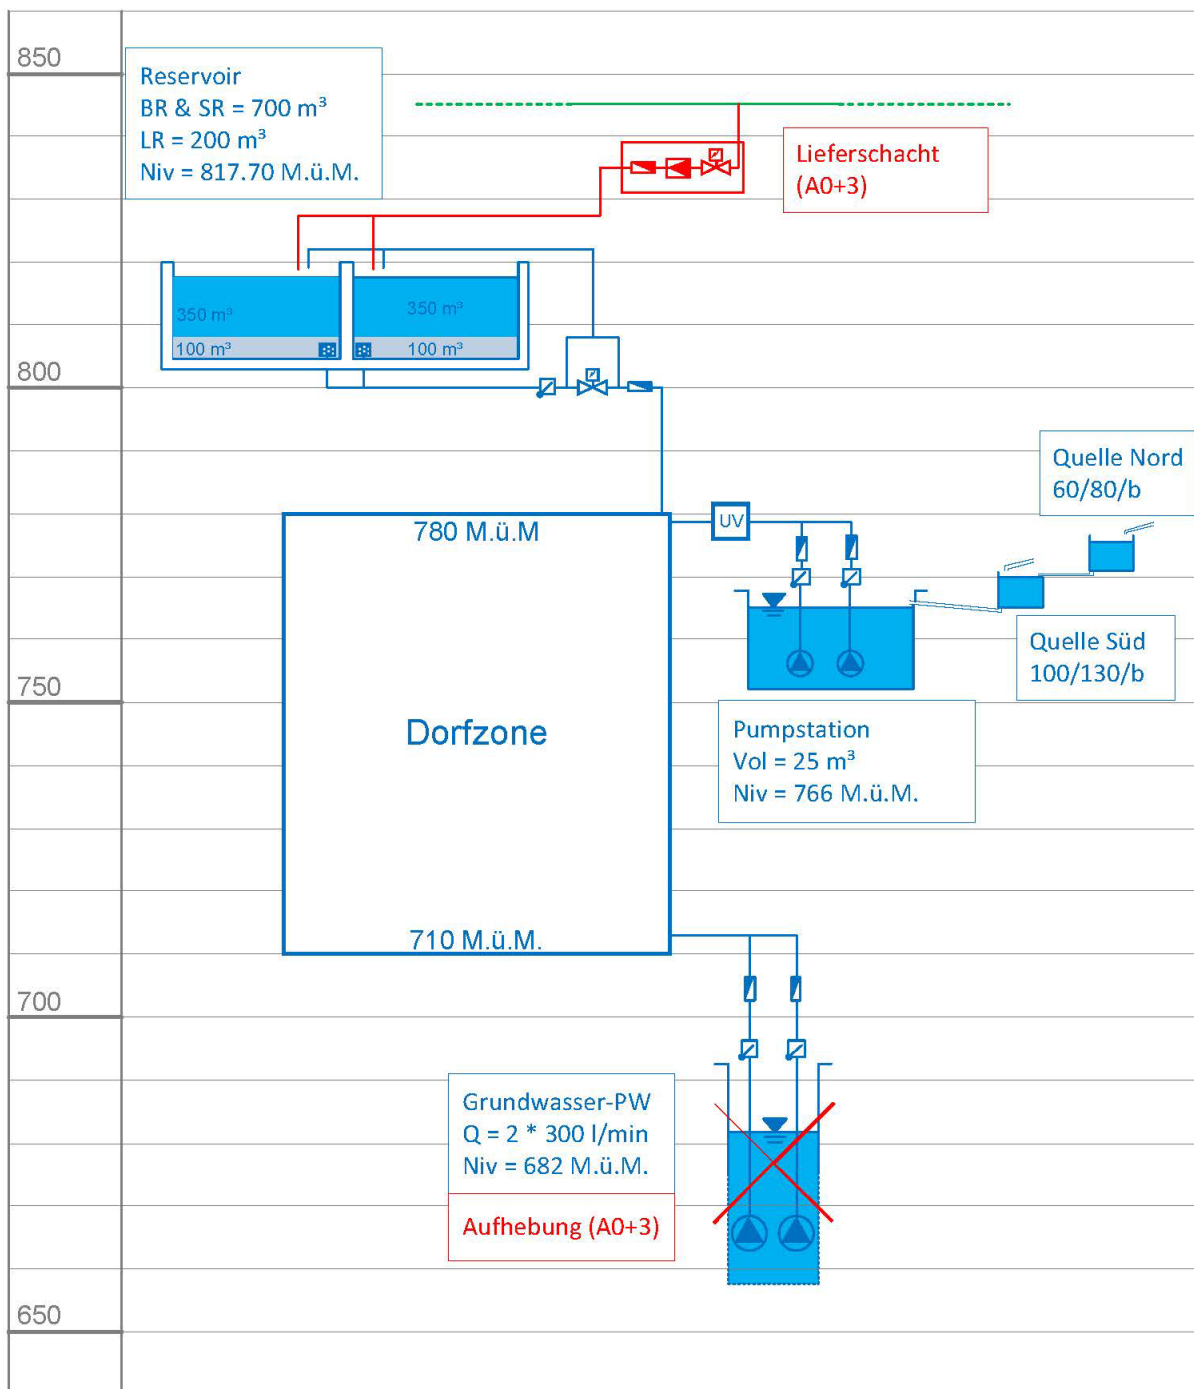 850
Reservoir
BR & SR = 700 m³
LR = 200 m³
Niv = 817.70 M.ü.M.
Lieferschacht
(A0+3)
350 m³
350 m³
100 m³
100 m³
800
Quelle Nord
60/80/b
780 M.ü.M
UV
Quelle Süd
100/130/b
750
Dorfzone
Pumpstation
Vol = 25 m³
Niv = 766 M.ü.M.
710 M.ü.M.
700
Grundwasser-PW
Q = 2 * 300 l/min
Niv = 682 M.ü.M.
Aufhebung (A0+3)
650